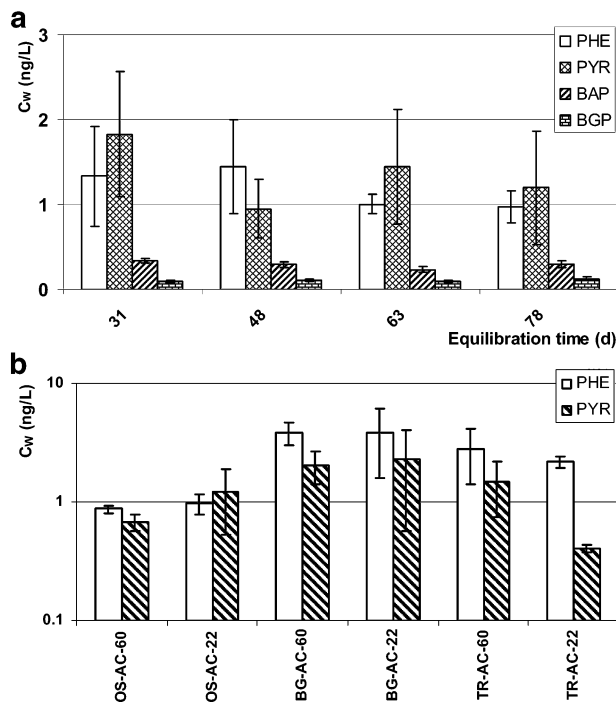 a
C_W (ng/L)
3
2
1
0
PHE
PYR
BAP
BGP
31
48
63
78
Equilibration time (d)
b
C_W (ng/L)
10
1
0.1
PHE
PYR
OS-AC-60
OS-AC-22
BG-AC-60
BG-AC-22
TR-AC-60
TR-AC-22